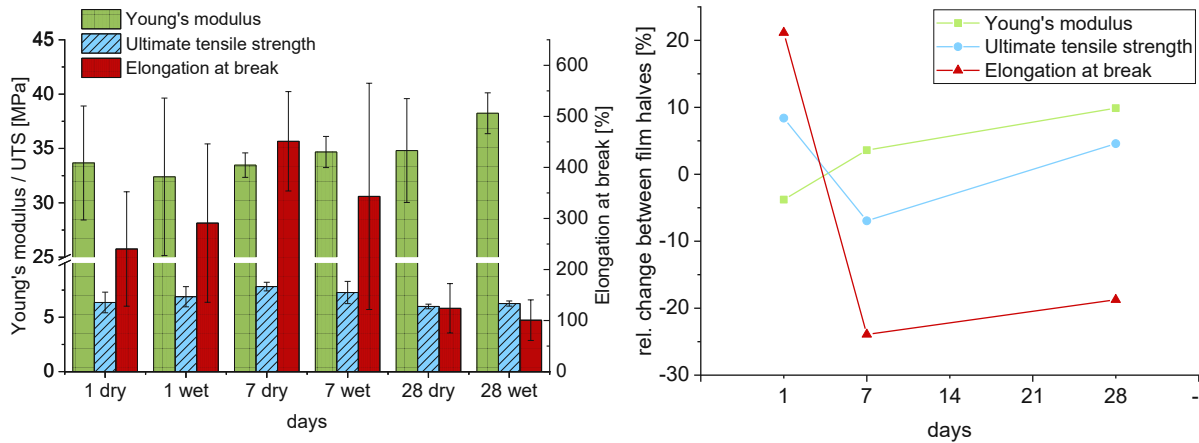 Young's modulus
Ultimate tensile strength
Elongation at break
Young's modulus / UTS [MPa]
45
40
35
30
25
5
0
Elongation at break [%]
600
500
400
300
200
100
0
1 dry
1 wet
7 dry
7 wet
28 dry
28 wet
days
Young's modulus
Ultimate tensile strength
Elongation at break
rel. change between film halves [%]
20
10
0
-10
-20
-30
1
7
14
21
28
-
days